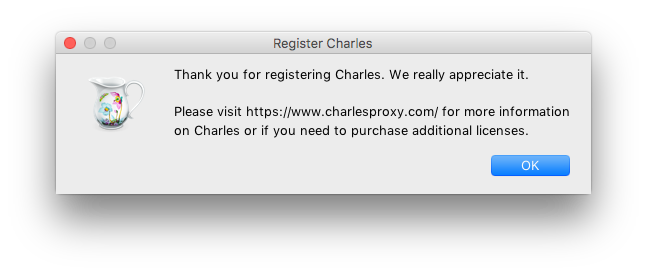 Register Charles
Thank you for registering Charles. We really appreciate it.
Please visit https://www.charlesproxy.com/ for more information
on Charles or if you need to purchase additional licenses.
OK